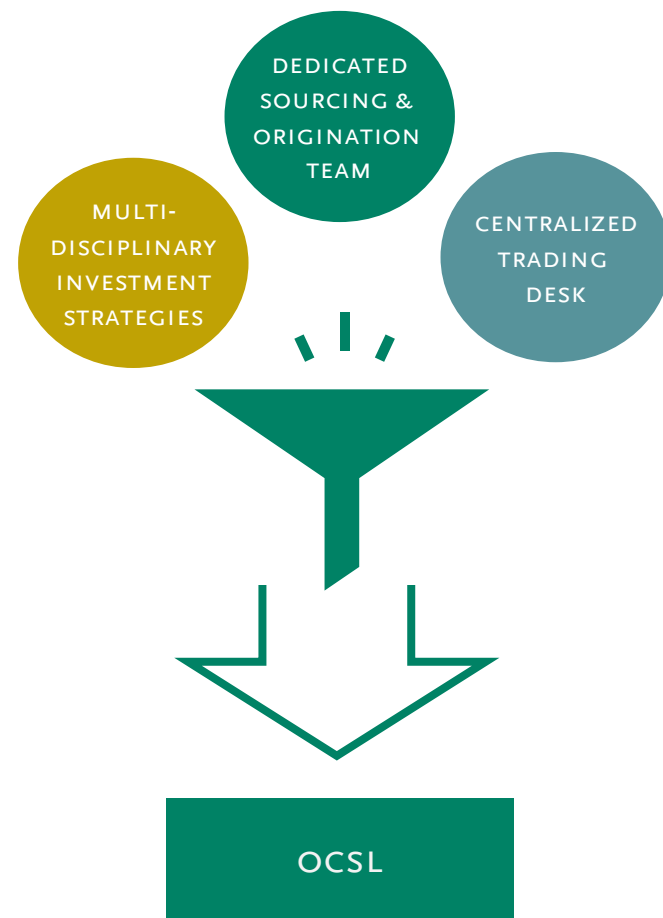 DEDICATED
SOURCING &
ORIGINATION
TEAM
MULTI-
DISCIPLINARY
INVESTMENT
STRATEGIES
CENTRALIZED
TRADING
DESK
OCSL